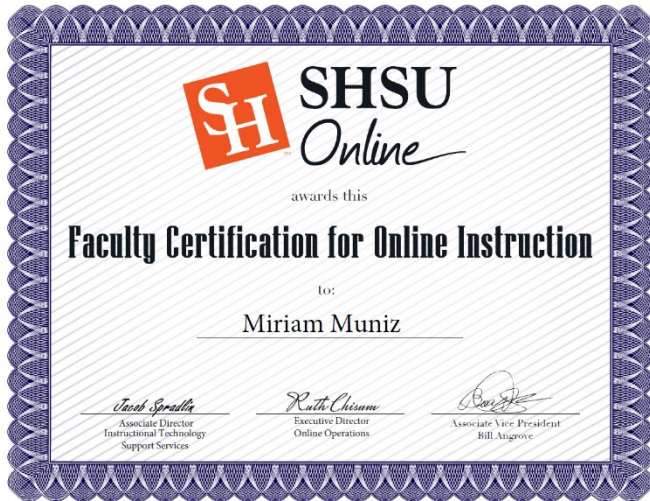 SH
SHSU
Online
awards this
Faculty Certification for Online Instruction
to:
Miriam Muniz
Jacob Spradlin
Associate Director
Instructional Technology
Support Services
Ruth Chisum
Executive Director
Online Operations
Associate Vice President
Bill Angrove